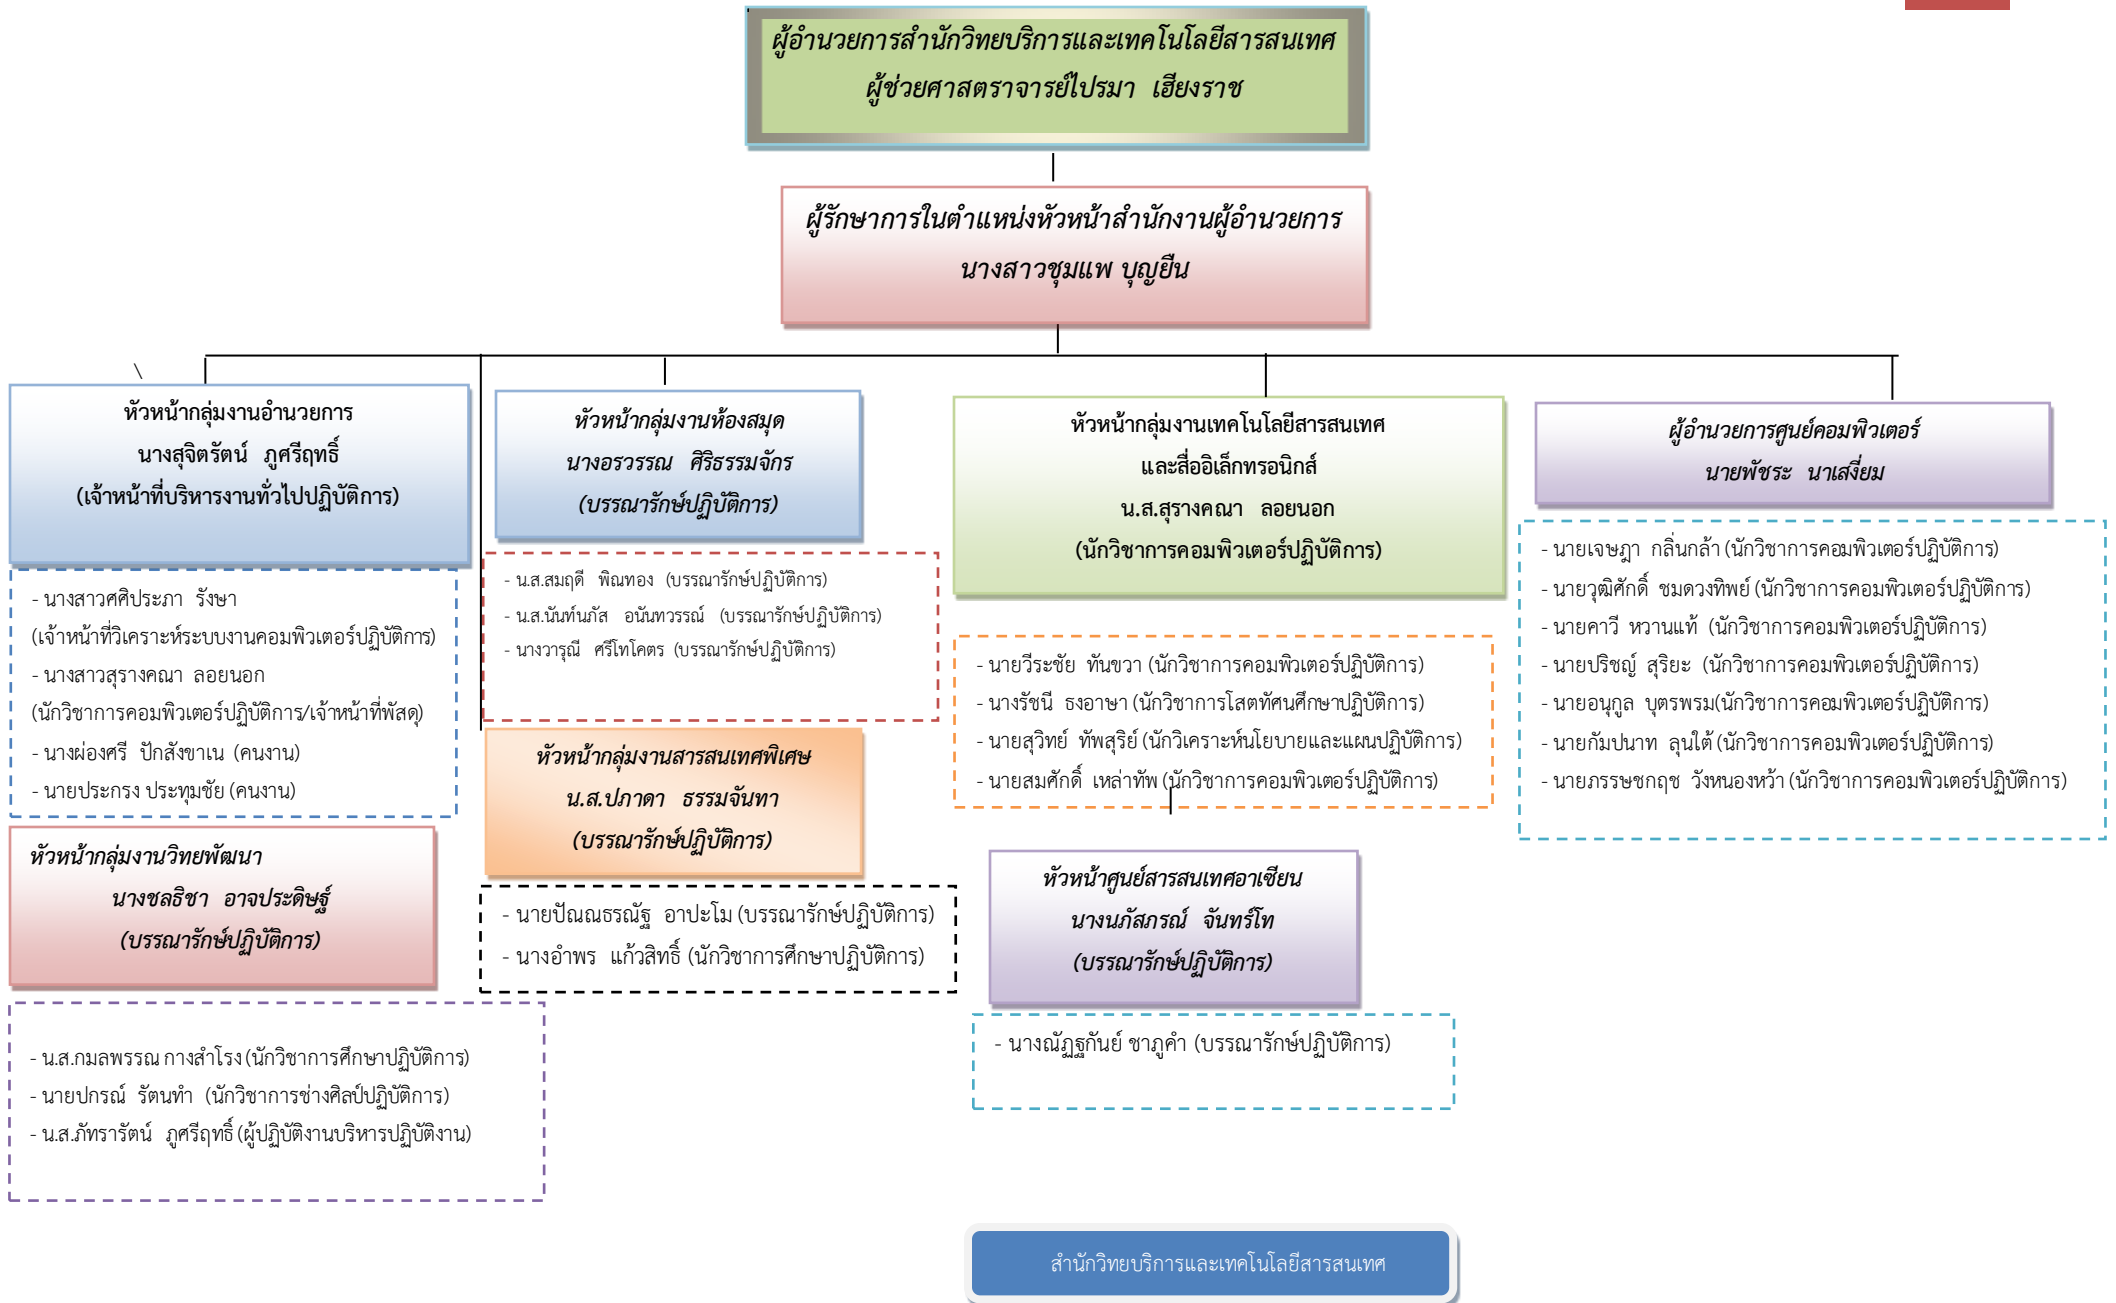 ผู้อำนวยการสำนักวิทยบริการและเทคโนโลยีสารสนเทศ
ผู้ช่วยศาสตราจารย์ไปรมา เฮียงราช
ผู้รักษาการในตำแหน่งหัวหน้าสำนักงานผู้อำนวยการ
นางสาวชุมแพ บุญยืน
\
หัวหน้ากลุ่มงานอำนวยการ
นางสุจิตรัตน์ ภูศรีฤทธิ์
(เจ้าหน้าที่บริหารงานทั่วไปปฏิบัติการ)
- นางสาวศศิประภา รังษา
(เจ้าหน้าที่วิเคราะห์ระบบงานคอมพิวเตอร์ปฏิบัติการ)
- นางสาวสุรางคณา ลอยนอก
(นักวิชาการคอมพิวเตอร์ปฏิบัติการ/เจ้าหน้าที่พัสดุ)
- นางผ่องศรี ปักสังขาเน (คนงาน)
- นายประกรง ประทุมชัย (คนงาน)
หัวหน้ากลุ่มงานวิทยพัฒนา
นางชลธิชา อาจประดิษฐ์
(บรรณารักษ์ปฏิบัติการ)
- น.ส.กมลพรรณ กางสำโรง (นักวิชาการศึกษาปฏิบัติการ)
- นายปกรณ์ รัตนทำ (นักวิชาการช่างศิลป์ปฏิบัติการ)
- น.ส.ภัทรารัตน์ ภูศรีฤทธิ์ (ผู้ปฏิบัติงานบริหารปฏิบัติงาน)
หัวหน้ากลุ่มงานห้องสมุด
นางอรวรรณ ศิริธรรมจักร
(บรรณารักษ์ปฏิบัติการ)
- น.ส.สมฤดี พิณทอง (บรรณารักษ์ปฏิบัติการ)
- น.ส.นันท์นภัส อนันทวรรณ์ (บรรณารักษ์ปฏิบัติการ)
- นางวารุณี ศรีโทโคตร (บรรณารักษ์ปฏิบัติการ)
หัวหน้ากลุ่มงานสารสนเทศพิเศษ
น.ส.ปภาดา ธรรมจันทา
(บรรณารักษ์ปฏิบัติการ)
- นายปัณณธรณัฐ อาปะโม (บรรณารักษ์ปฏิบัติการ)
- นางอำพร แก้วสิทธิ์ (นักวิชาการศึกษาปฏิบัติการ)
หัวหน้ากลุ่มงานเทคโนโลยีสารสนเทศ
และสื่ออิเล็กทรอนิกส์
น.ส.สุรางคณา ลอยนอก
(นักวิชาการคอมพิวเตอร์ปฏิบัติการ)
- นายวีระชัย ทันขวา (นักวิชาการคอมพิวเตอร์ปฏิบัติการ)
- นางรัชนี ธงอาษา (นักวิชาการโสตทัศนศึกษาปฏิบัติการ)
- นายสุวิทย์ ทัพสุริย์ (นักวิเคราะห์นโยบายและแผนปฏิบัติการ)
- นายสมศักดิ์ เหล่าทัพ (นักวิชาการคอมพิวเตอร์ปฏิบัติการ)
หัวหน้าศูนย์สารสนเทศอาเซียน
นางนภัสภรณ์ จันทร์โท
(บรรณารักษ์ปฏิบัติการ)
- นางณัฏฐกันย์ ชาภูคำ (บรรณารักษ์ปฏิบัติการ)
ผู้อำนวยการศูนย์คอมพิวเตอร์
นายพัชระ นาเสงี่ยม
- นายเจษฎา กลิ่นกล้า (นักวิชาการคอมพิวเตอร์ปฏิบัติการ)
- นายวุฒิศักดิ์ ชมดวงทิพย์ (นักวิชาการคอมพิวเตอร์ปฏิบัติการ)
- นายคาวี หวานแท้ (นักวิชาการคอมพิวเตอร์ปฏิบัติการ)
- นายปริชญ์ สุริยะ (นักวิชาการคอมพิวเตอร์ปฏิบัติการ)
- นายอนุกูล บุตรพรม(นักวิชาการคอมพิวเตอร์ปฏิบัติการ)
- นายกัมปนาท ลุนใต้ (นักวิชาการคอมพิวเตอร์ปฏิบัติการ)
- นายภรรษชกฤช วังหนองหว้า (นักวิชาการคอมพิวเตอร์ปฏิบัติการ)
สำนักวิทยบริการและเทคโนโลยีสารสนเทศ